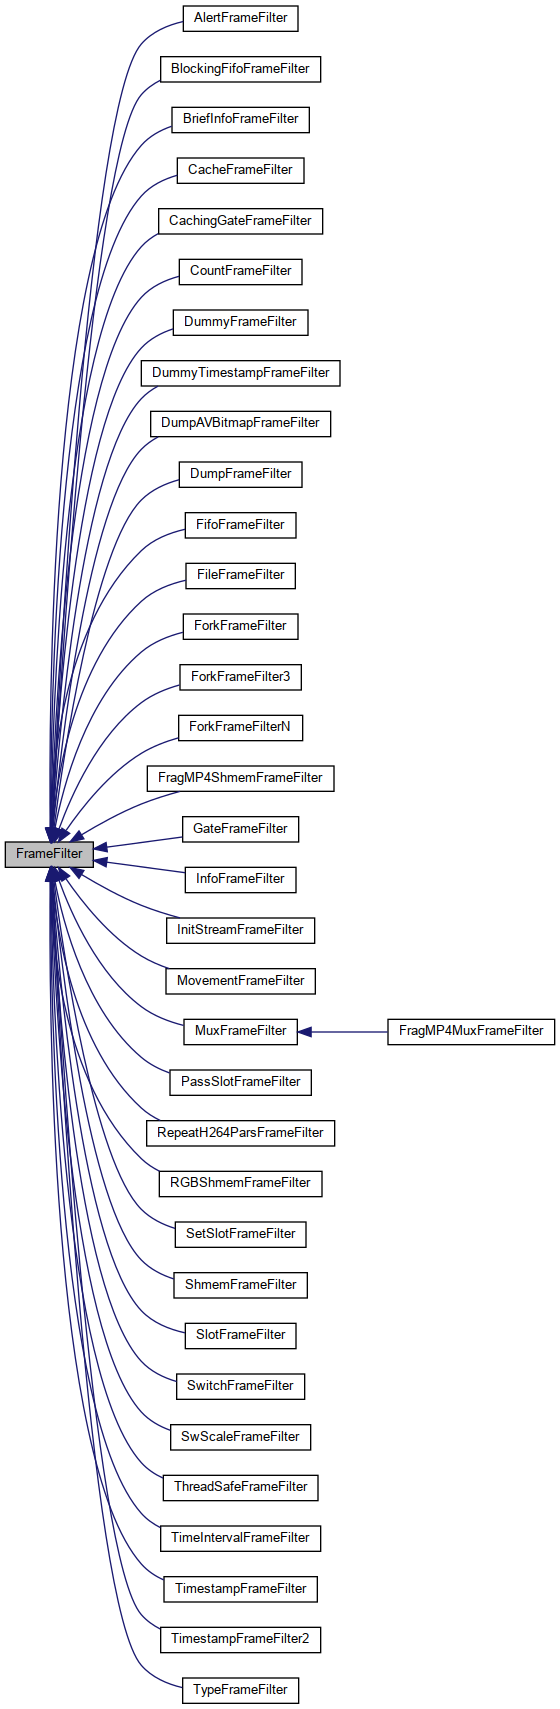 AlertFrameFilter
BlockingFifoFrameFilter
BriefInfoFrameFilter
CacheFrameFilter
CachingGateFrameFilter
CountFrameFilter
DummyFrameFilter
DummyTimestampFrameFilter
DumpAVBitmapFrameFilter
DumpFrameFilter
FifoFrameFilter
FileFrameFilter
ForkFrameFilter
ForkFrameFilter3
ForkFrameFilterN
FragMP4ShmemFrameFilter
GateFrameFilter
FrameFilter
InfoFrameFilter
InitStreamFrameFilter
MovementFrameFilter
MuxFrameFilter
FragMP4MuxFrameFilter
PassSlotFrameFilter
RepeatH264ParsFrameFilter
RGBShmemFrameFilter
SetSlotFrameFilter
ShmemFrameFilter
SlotFrameFilter
SwitchFrameFilter
SwScaleFrameFilter
ThreadSafeFrameFilter
TimeIntervalFrameFilter
TimestampFrameFilter
TimestampFrameFilter2
TypeFrameFilter